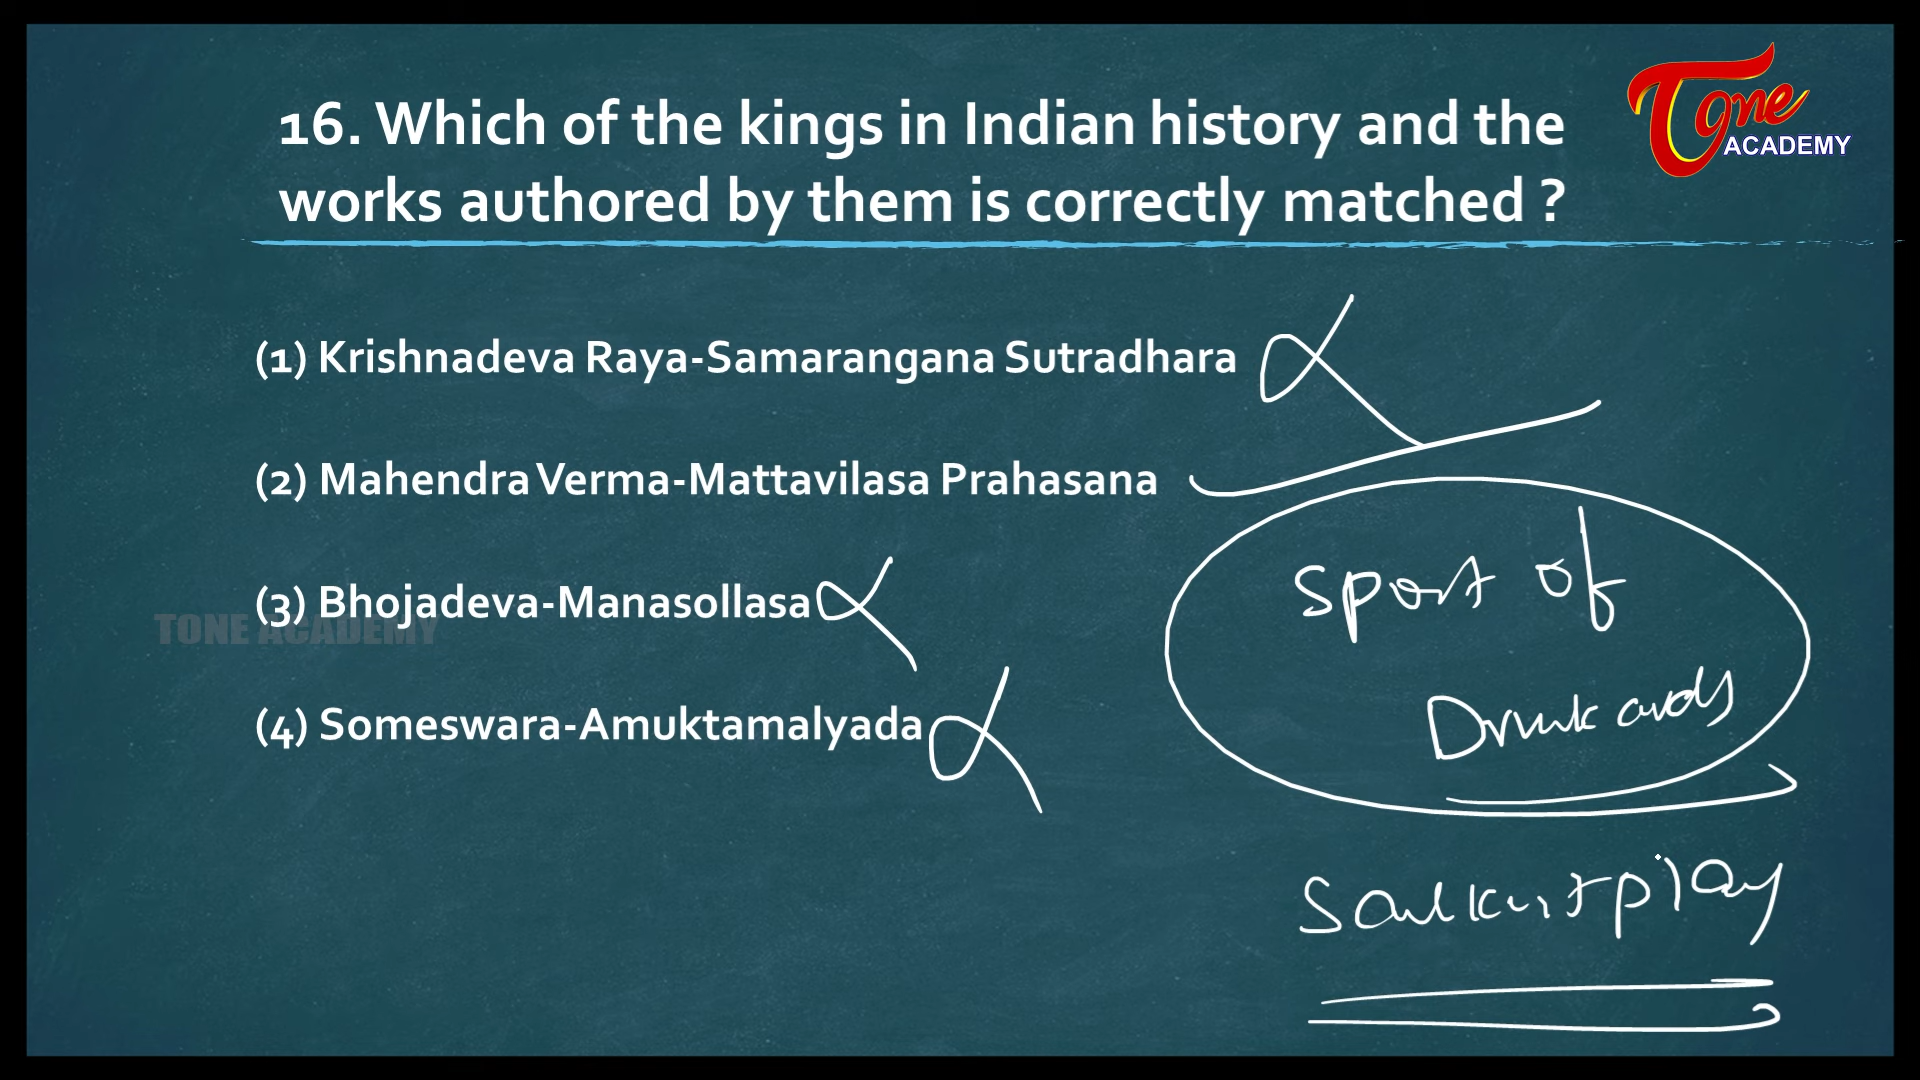 Tone
ACADEMY
16. Which of the kings in Indian history and the
works authored by them is correctly matched ?
(1) Krishnadeva Raya-Samarangana Sutradhara
(2) Mahendra Verma-Mattavilasa Prahasana
(3) Bhojadeva-Manasollasa
TONE ACADEMY
(4) Someswara-Amuktamalyada
Sport of
Drunkards
play